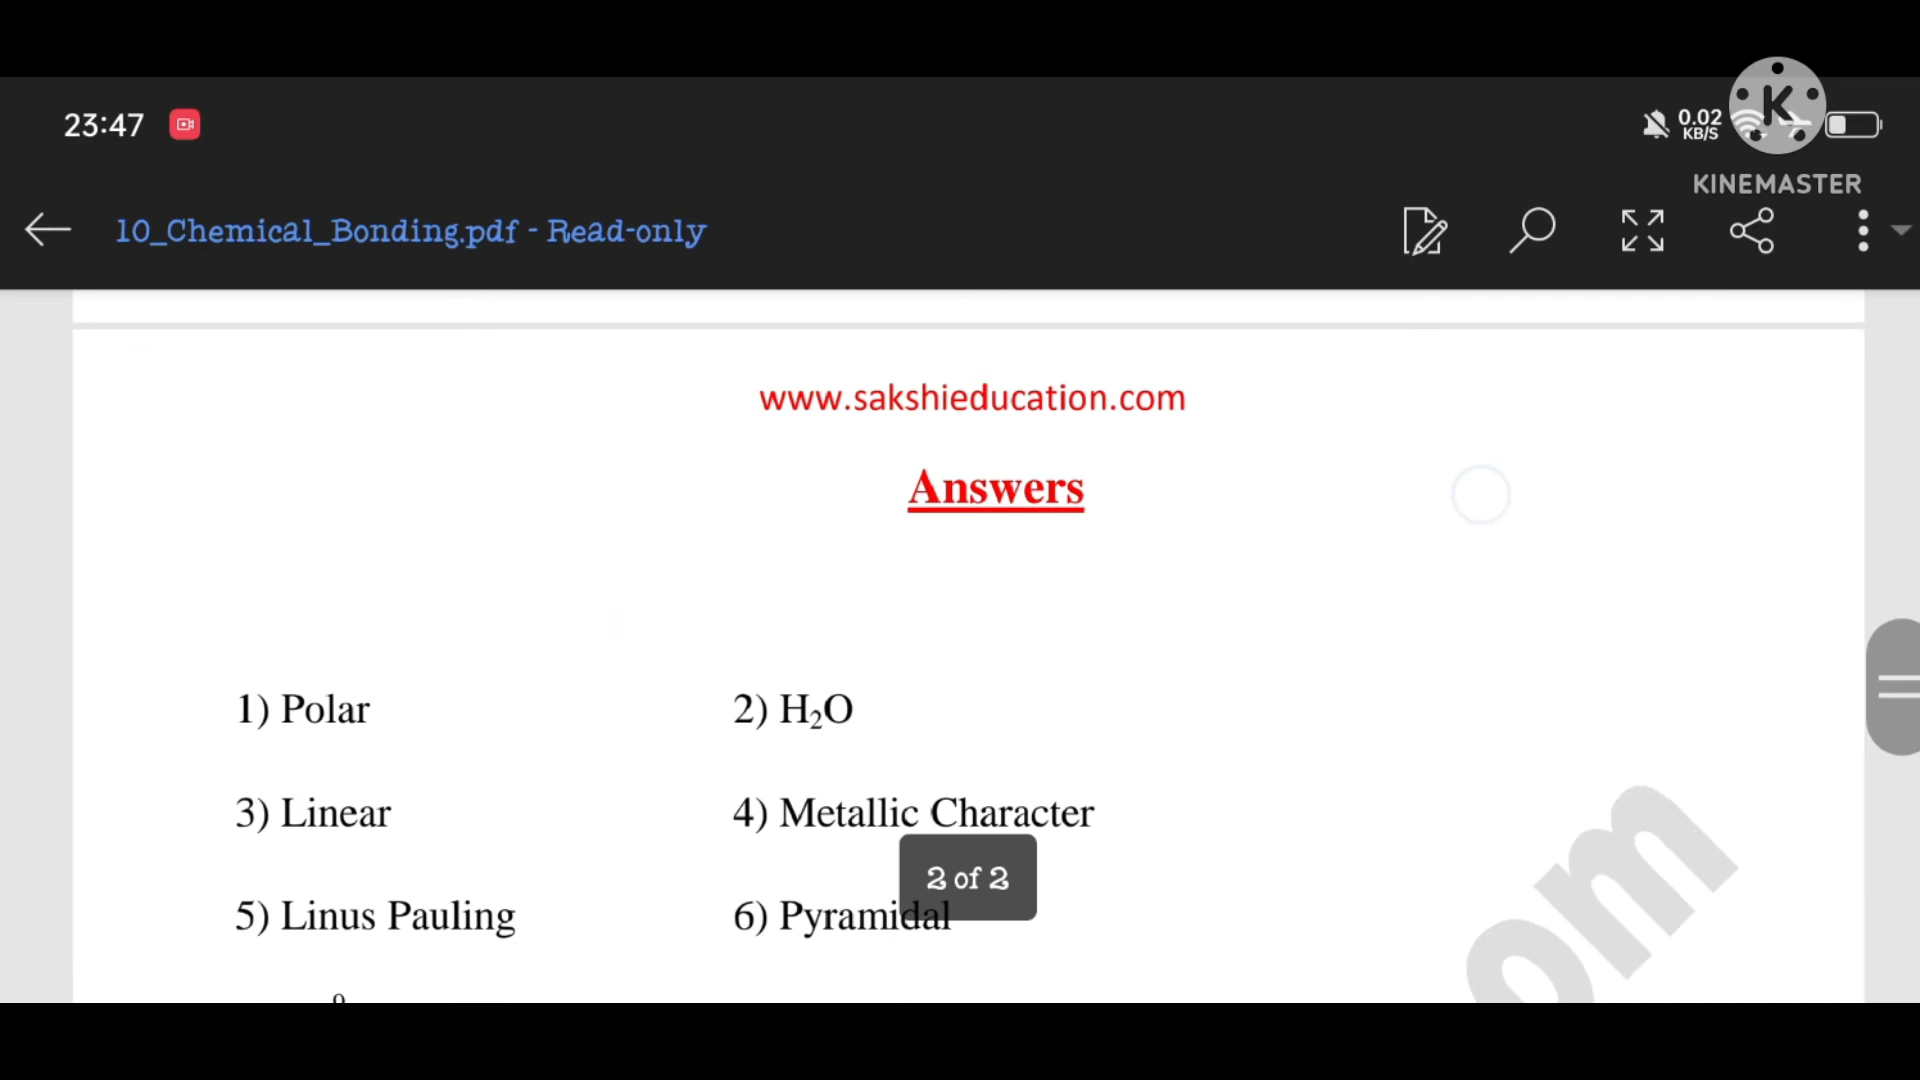 23:47
0.02
KB/S
K
KINEMASTER
10_Chemical_Bonding.pdf - Read-only
www.sakshieducation.com
Answers
1) Polar 2) H₂O
3) Linear 4) Metallic Character
2 of 2
5) Linus Pauling 6) Pyramidal
om